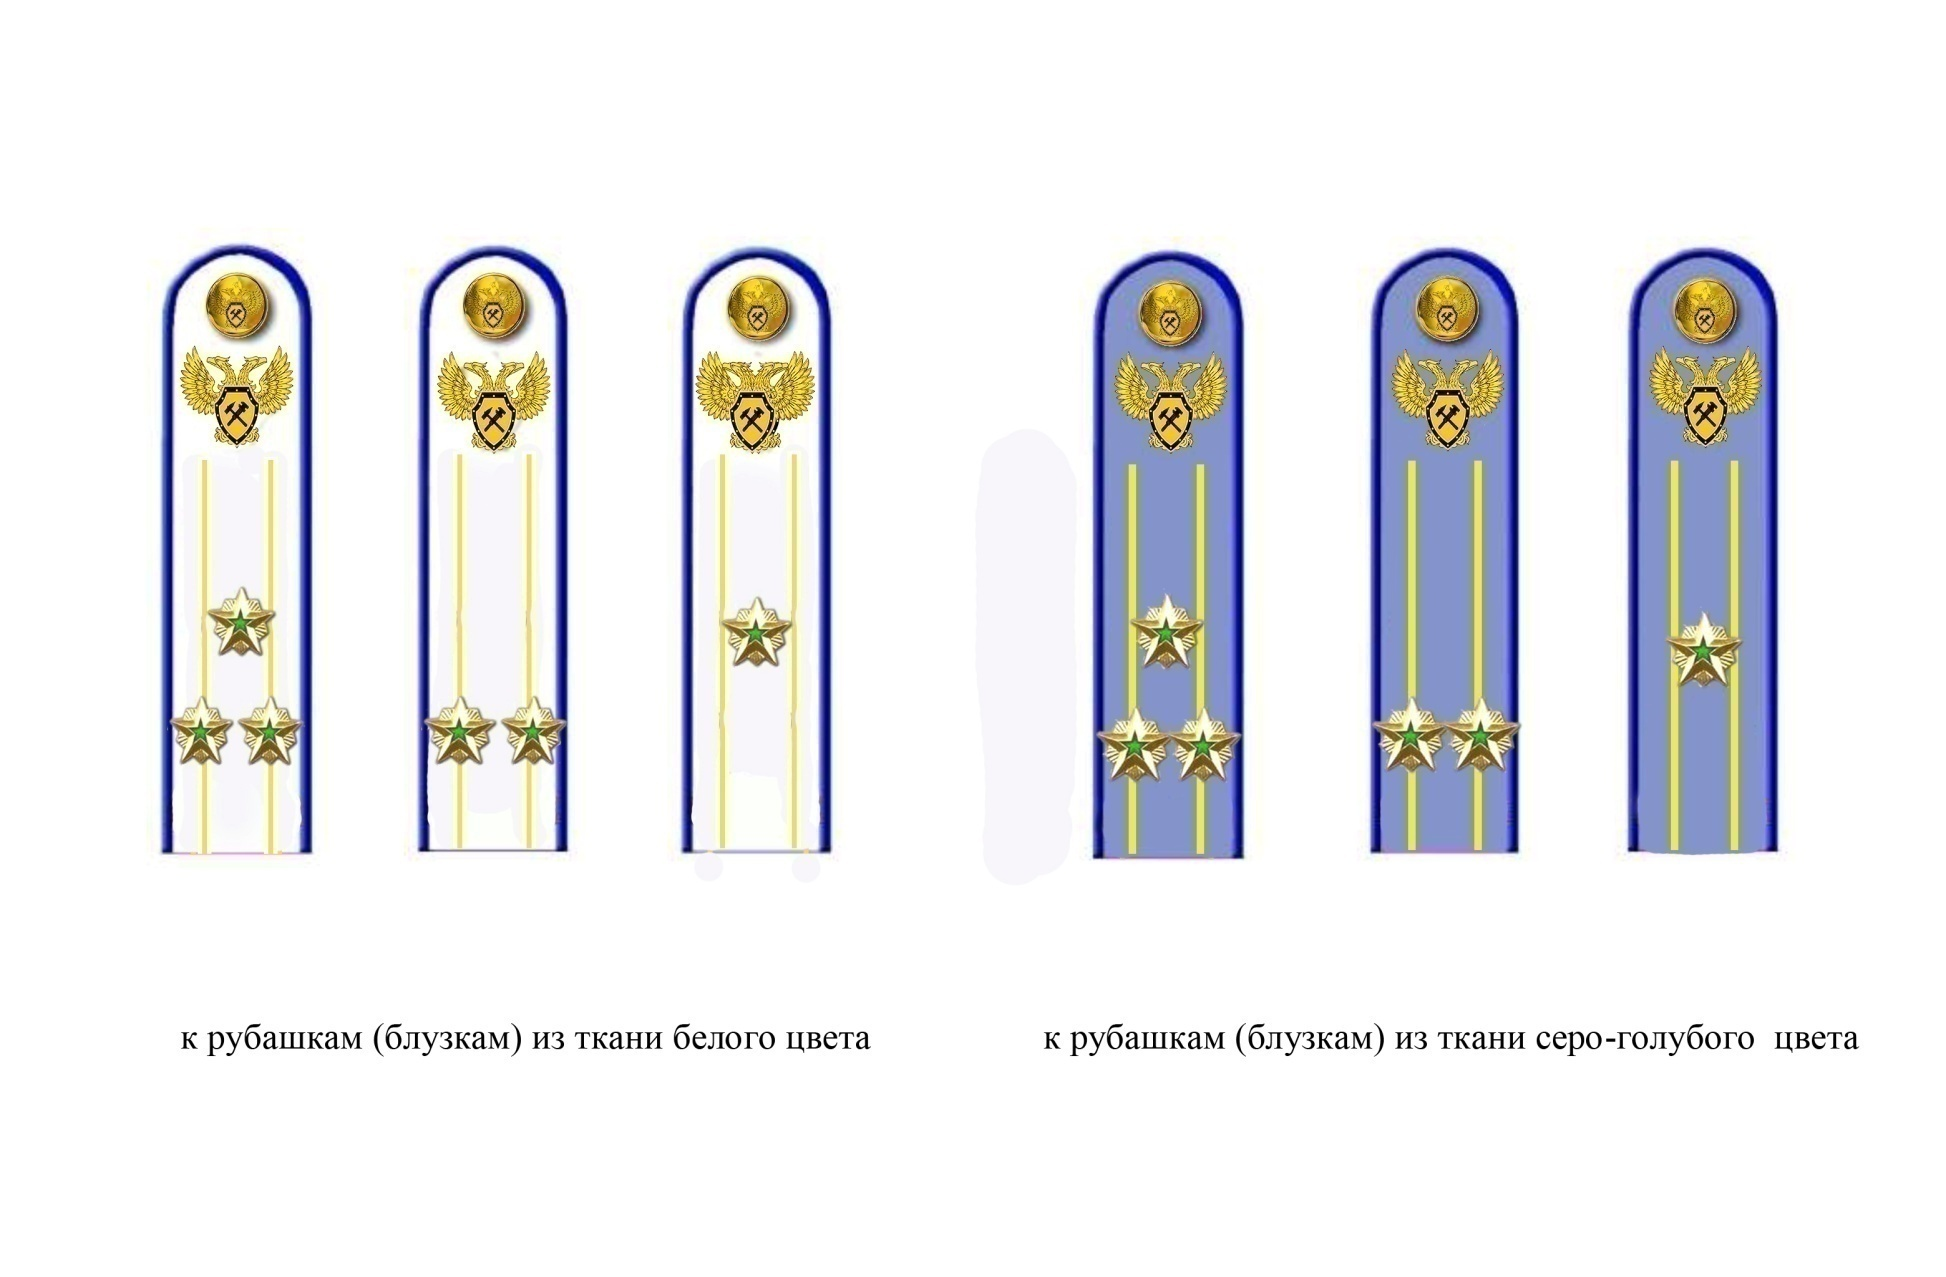 к рубашкам (блузкам) из ткани белого цвета
к рубашкам (блузкам) из ткани серо-голубого цвета